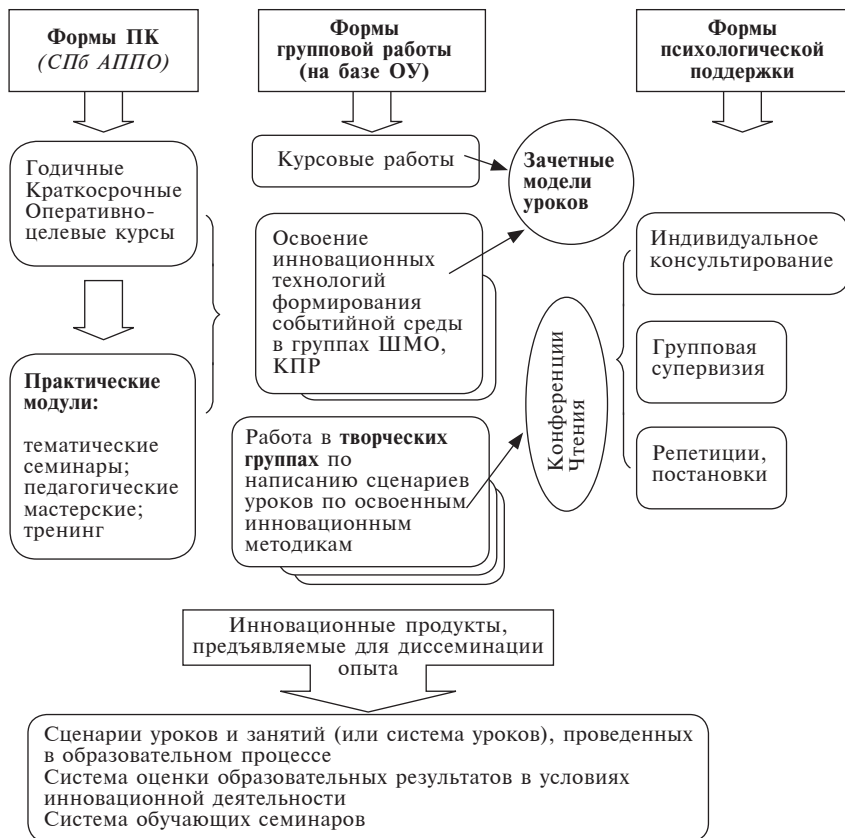 Формы ПК
(СПб АППО)
Формы
групповой работы
(на базе ОУ)
Формы
психологической
поддержки
Годичные
Краткосрочные
Оперативно-
целевые курсы
Практические
модули:
тематические
семинары;
педагогические
мастерские;
тренинг
Курсовые работы
Зачетные
модели
уроков
Освоение
инновационных
технологий
формирования
событийной среды
в группах ШМО,
КПР
Работа в творческих
группах по
написанию сценариев
уроков по освоенным
инновационным
методикам
Конференции
Чтения
Индивидуальное
консультирование
Групповая
супервизия
Репетиции,
постановки
Инновационные продукты,
предъявляемые для диссеминации
опыта
Сценарии уроков и занятий (или система уроков), проведенных
в образовательном процессе
Система оценки образовательных результатов в условиях
инновационной деятельности
Система обучающих семинаров